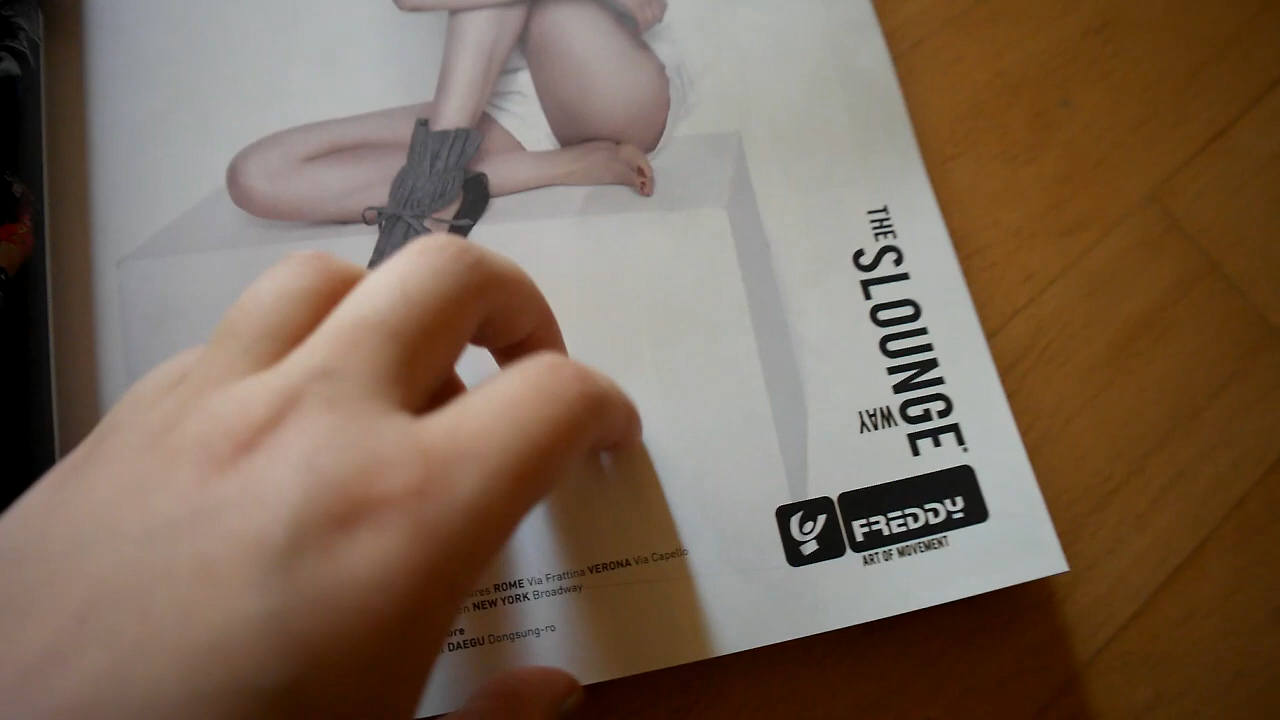 THE
SLOUNGE
WAY
FREDDY
ART OF MOVEMENT
ROME Via Frattina VERONA Via Capello
NEW YORK Broadway
DAEGU Dongsung-ro